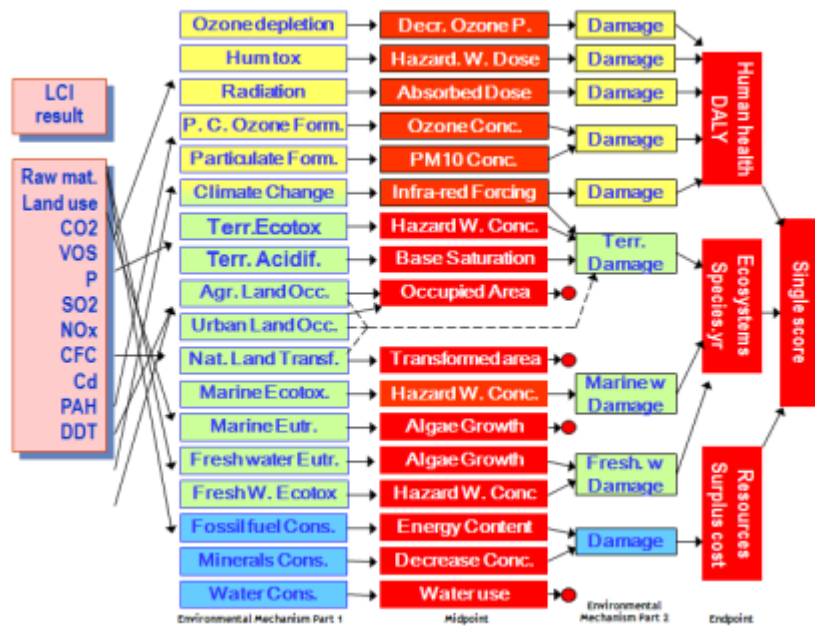 LCI
result
Raw mat.
Land use
CO2
VOS
P
SO2
NOx
CFC
Cd
PAH
DDT
Ozone depletion
Decr. Ozone P.
Damage
Hum tox
Hazard. W. Dose
Damage
Radiation
Absorbed Dose
Damage
P. C. Ozone Form.
Ozone Conc.
Damage
Particulate Form.
PM10 Conc.
Climate Change
Infra-red Forcing
Damage
Terr.Ecotox
Hazard W. Conc.
Terr.
Damage
Terr. Acidif.
Base Saturation
Agr. Land Occ.
Occupied Area
Urban Land Occ.
Nat. Land Transf.
Transformed area
Marine Ecotox.
Hazard W. Conc.
Marine w
Damage
Marine Eutr.
Algae Growth
Freshwater Eutr.
Algae Growth
Fresh. w
Damage
Fresh W. Ecotox
Hazard W. Conc
Fossil fuel Cons.
Energy Content
Damage
Minerals Cons.
Decrease Conc.
Water Cons.
Water use
Human health
DALY
Ecosystems
Species.yr
Resources
Surplus cost
Single score
Environmental Mechanism Part 1
Midpoint
Environmental
Mechanism Part 2
Endpoint